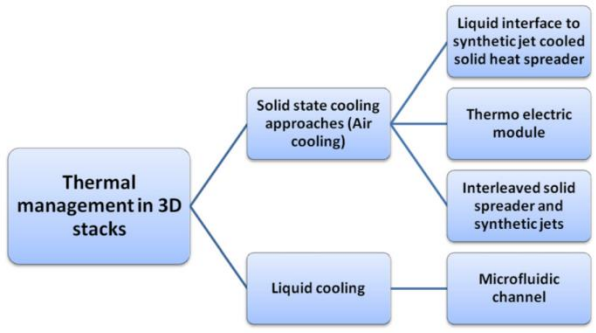 Thermal
management in 3D
stacks
Solid state cooling
approaches (Air
cooling)
Liquid cooling
Liquid interface to
synthetic jet cooled
solid heat spreader
Thermo electric
module
Interleaved solid
spreader and
synthetic jets
Microfluidic
channel